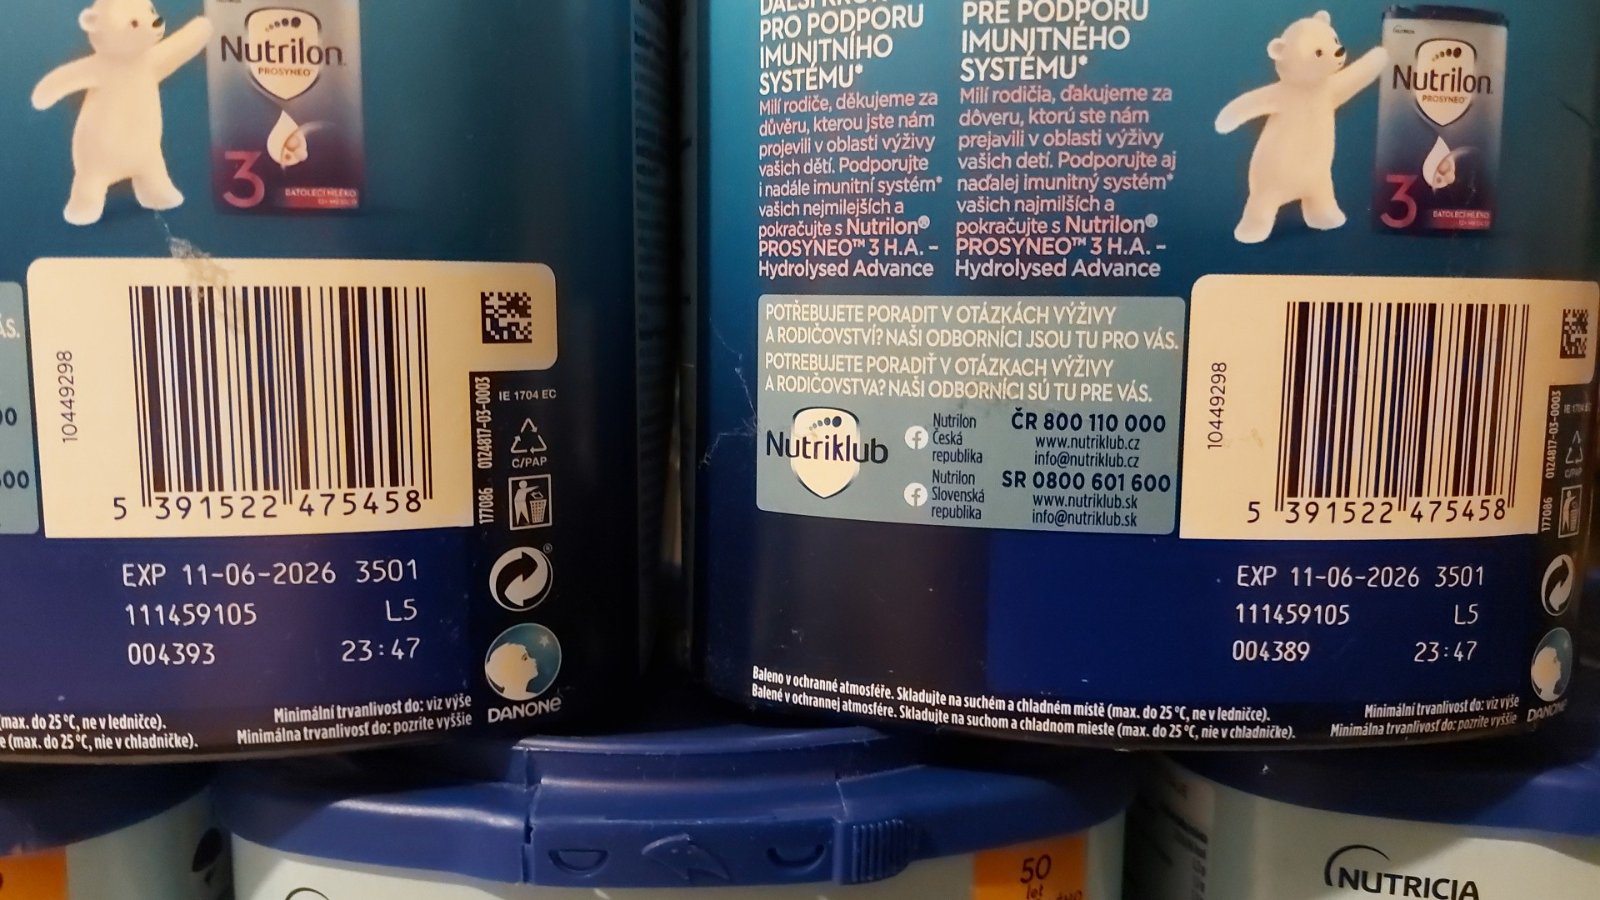 Nutrilon
PROSYNEO™
3
BATOLECÍ MLÉKO
10449298
5 391522 475458
0124817-03-0003
177086
IE 1704 EC
C/PAP
EXP 11-06-2026 3501
111459105 L5
004393 23:47
DANONE
(max. do 25 °C, ne v ledničce).
(max. do 25 °C, nie v chladničke).
Minimální trvanlivost do: viz výše
Minimálna trvanlivosť do: pozrite vyššie
PRO PODPORU
IMUNITNÍHO
SYSTÉMU*
Milí rodiče, děkujeme za
důvěru, kterou jste nám
projevili v oblasti výživy
vašich dětí. Podporujte
i nadále imunitní systém*
vašich nejmilejších a
pokračujte s Nutrilon®
PROSYNEO™ 3 H.A. –
Hydrolysed Advance
PRE PODPORU
IMUNITNÉHO
SYSTÉMU*
Milí rodičia, ďakujeme za
dôveru, ktorú ste nám
prejavili v oblasti výživy
vašich detí. Podporujte aj
naďalej imunitný systém*
vašich najmilších a
pokračujte s Nutrilon®
PROSYNEO™ 3 H.A. –
Hydrolysed Advance
Nutrilon
PROSYNEO™
3
BATOLECÍ MLÉKO
POTŘEBUJETE PORADIT V OTÁZKÁCH VÝŽIVY
A RODIČOVSTVÍ? NAŠI ODBORNÍCI JSOU TU PRO VÁS.
POTREBUJETE PORADIŤ V OTÁZKACH VÝŽIVY
A RODIČOVSTVA? NAŠI ODBORNÍCI SÚ TU PRE VÁS.
Nutriklub
Nutrilon
Česká
republika
ČR 800 110 000
www.nutriklub.cz
info@nutriklub.cz
Nutrilon
Slovenská
republika
SR 0800 601 600
www.nutriklub.sk
info@nutriklub.sk
10449298
5 391522 475458
0124817-03-0003
177086
IE 1704 EC
C/PAP
EXP 11-06-2026 3501
111459105 L5
004389 23:47
DANONE
Baleno v ochranné atmosféře. Skladujte na suchém a chladném místě (max. do 25 °C, ne v ledničce).
Balené v ochrannej atmosfére. Skladujte na suchom a chladnom mieste (max. do 25 °C, nie v chladničke).
Minimální trvanlivost do: viz výše
Minimálna trvanlivosť do: pozrite vyššie
50
let
NUTRICIA